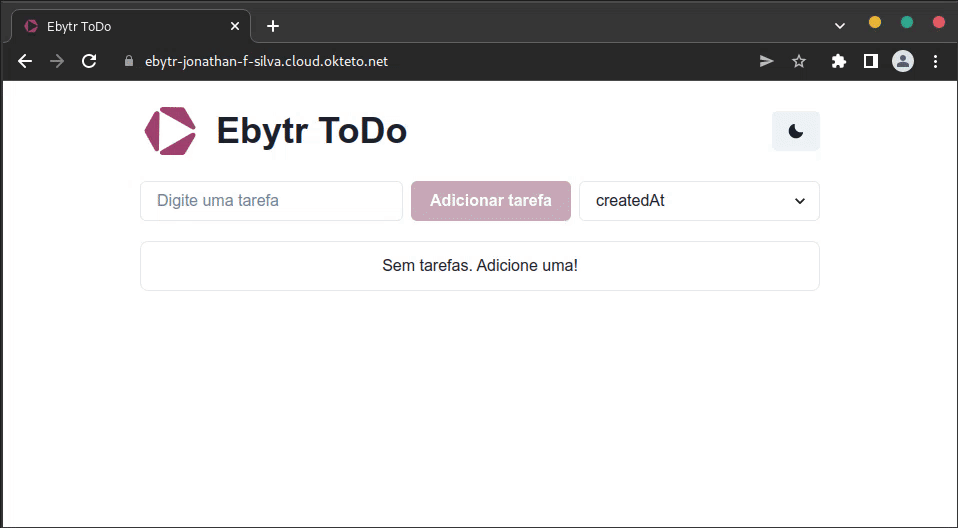 Ebytr ToDo
ebytr-jonathan-f-silva.cloud.okteto.net
Ebytr ToDo
Digite uma tarefa
Adicionar tarefa
createdAt
Sem tarefas. Adicione uma!